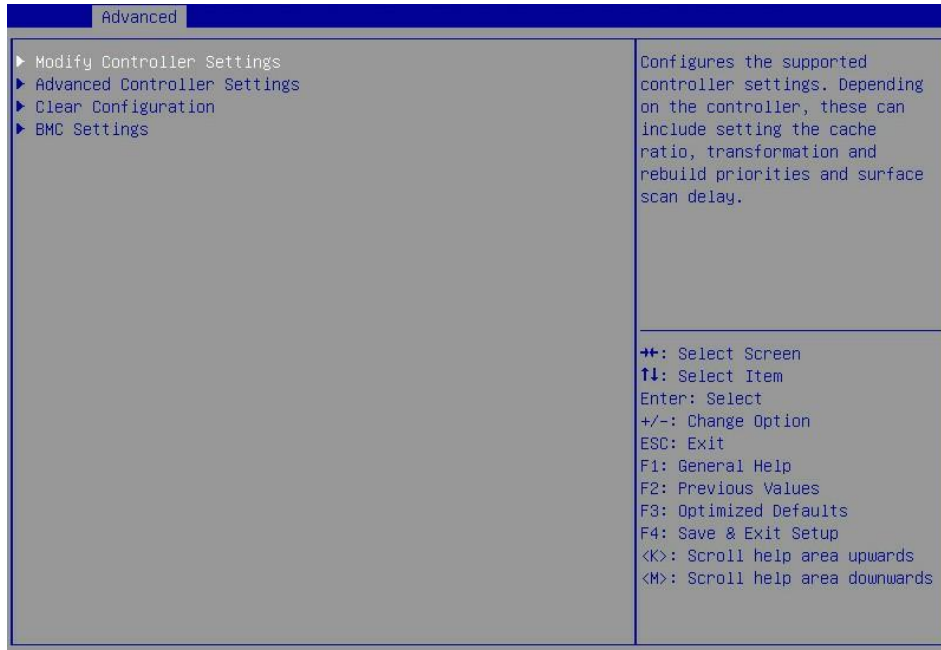 Advanced
Modify Controller Settings
Advanced Controller Settings
Clear Configuration
BMC Settings
Configures the supported
controller settings. Depending
on the controller, these can
include setting the cache
ratio, transformation and
rebuild priorities and surface
scan delay.
→←: Select Screen
↑↓: Select Item
Enter: Select
+/-: Change Option
ESC: Exit
F1: General Help
F2: Previous Values
F3: Optimized Defaults
F4: Save & Exit Setup
<K>: Scroll help area upwards
<M>: Scroll help area downwards